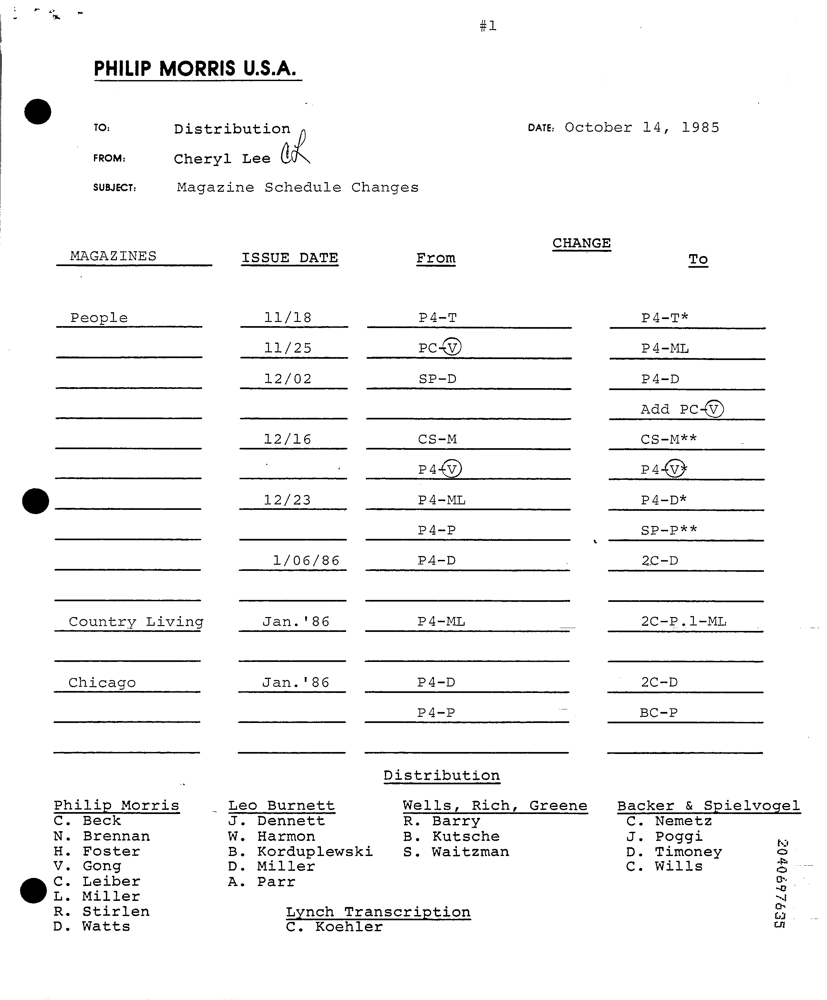 #1
PHILIP MORRIS U.S.A.
TO: Distribution DATE: October 14, 1985
FROM: Cheryl Lee CL
SUBJECT: Magazine Schedule Changes
CHANGE
MAGAZINES ISSUE DATE From To
People 11/18 P4-T P4-T*
11/25 PC-V P4-ML
12/02 SP-D P4-D
Add PC-V
12/16 CS-M CS-M**
P4-V P4-V*
12/23 P4-ML P4-D*
P4-P SP-P**
1/06/86 P4-D 2C-D
Country Living Jan.'86 P4-ML 2C-P.1-ML
Chicago Jan.'86 P4-D 2C-D
P4-P BC-P
Distribution
Philip Morris Leo Burnett Wells, Rich, Greene Backer & Spielvogel
C. Beck J. Dennett R. Barry C. Nemetz
N. Brennan W. Harmon B. Kutsche J. Poggi
H. Foster B. Korduplewski S. Waitzman D. Timoney
V. Gong D. Miller C. Wills
C. Leiber A. Parr
L. Miller
R. Stirlen Lynch Transcription
D. Watts C. Koehler
2040697635